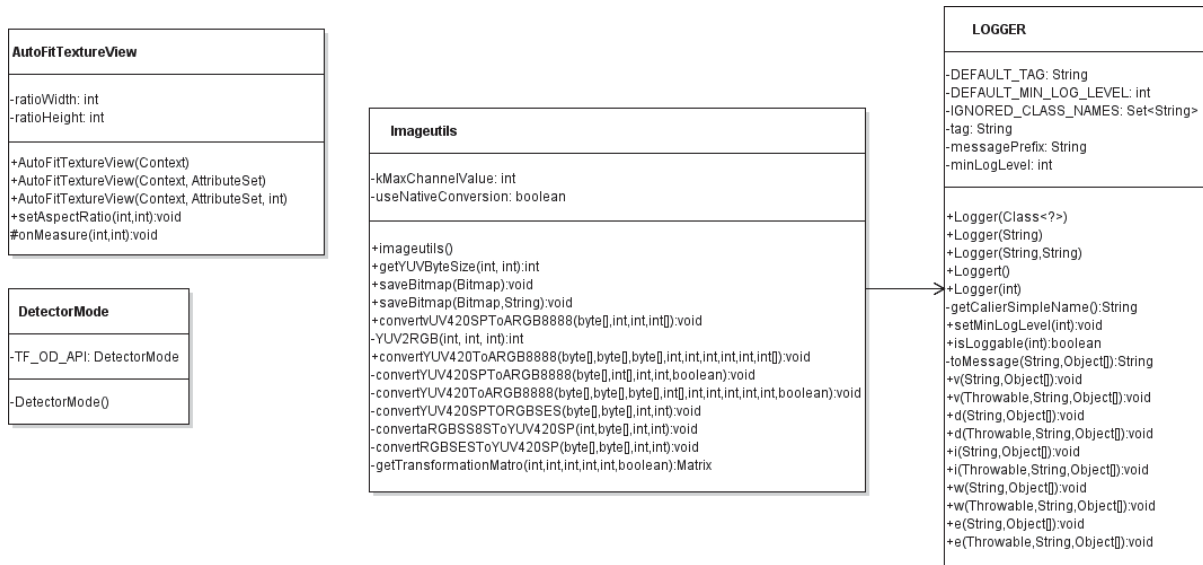 AutoFitTextureView
-ratioWidth: int
-ratioHeight: int
+AutoFitTextureView(Context)
+AutoFitTextureView(Context, AttributeSet)
+AutoFitTextureView(Context, AttributeSet, int)
+setAspectRatio(int,int):void
#onMeasure(int,int):void
DetectorMode
-TF_OD_API: DetectorMode
-DetectorMode()
Imageutils
-kMaxChannelValue: int
-useNativeConversion: boolean
+imageutils()
+getYUVByteSize(int, int):int
+saveBitmap(Bitmap):void
+saveBitmap(Bitmap,String):void
+convertvUV420SPToARGB8888(byte[],int,int,int[]):void
-YUV2RGB(int, int, int):int
+convertYUV420ToARGB8888(byte[],byte[],byte[],int,int,int,int,int,int[]):void
-convertYUV420SPToARGB8888(byte[],int[],int,int,boolean):void
-convertYUV420ToARGB8888(byte[],byte[],byte[],int[],int,int,int,int,int,boolean):void
-convertYUV420SPTORGBSES(byte[],byte[],int,int):void
-convertaRGBSS8SToYUV420SP(int,byte[],int,int):void
-convertRGBSESToYUV420SP(byte[],byte[],int,int):void
-getTransformationMatro(int,int,int,int,int,boolean):Matrix
LOGGER
-DEFAULT_TAG: String
-DEFAULT_MIN_LOG_LEVEL: int
-IGNORED_CLASS_NAMES: Set<String>
-tag: String
-messagePrefix: String
-minLogLevel: int
+Logger(Class<?>)
+Logger(String)
+Logger(String,String)
+Loggert()
+Logger(int)
-getCalierSimpleName():String
+setMinLogLevel(int):void
+isLoggable(int):boolean
-toMessage(String,Object[]):String
+v(String,Object[]):void
+v(Throwable,String,Object[]):void
+d(String,Object[]):void
+d(Throwable,String,Object[]):void
+i(String,Object[]):void
+i(Throwable,String,Object[]):void
+w(String,Object[]):void
+w(Throwable,String,Object[]):void
+e(String,Object[]):void
+e(Throwable,String,Object[]):void